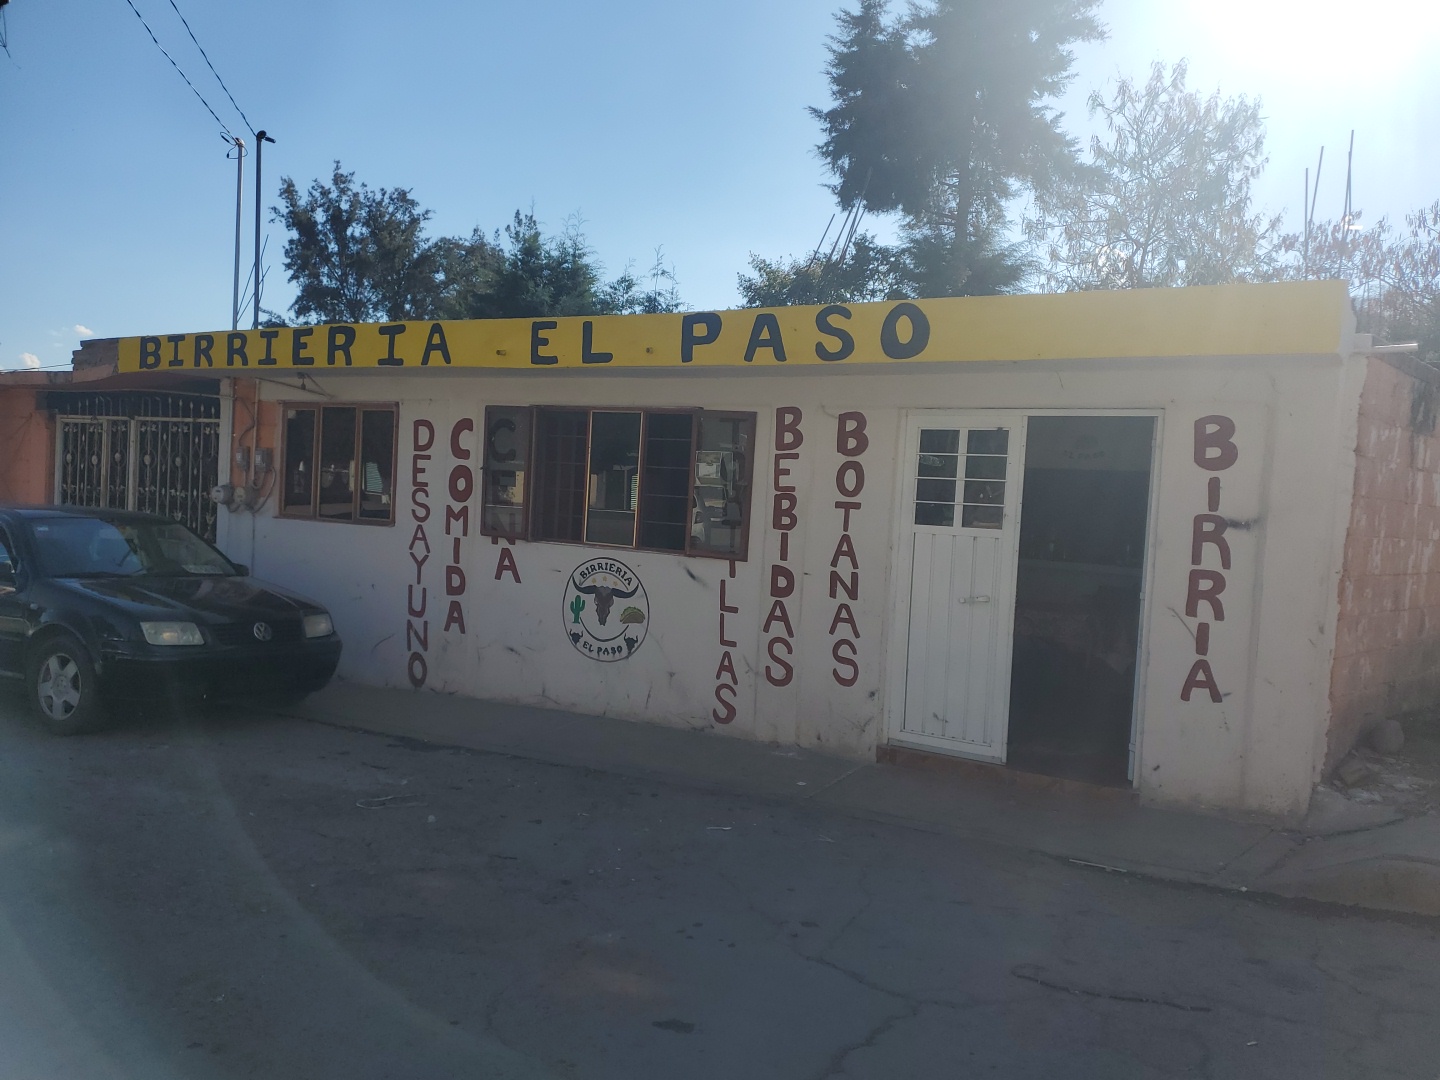 BIRRIERIA EL PASO
DESAYUNO
COMIDA
CENA
BIRRIERIA
EL PASO
BEBIDAS
BOTANAS
BIRRIA